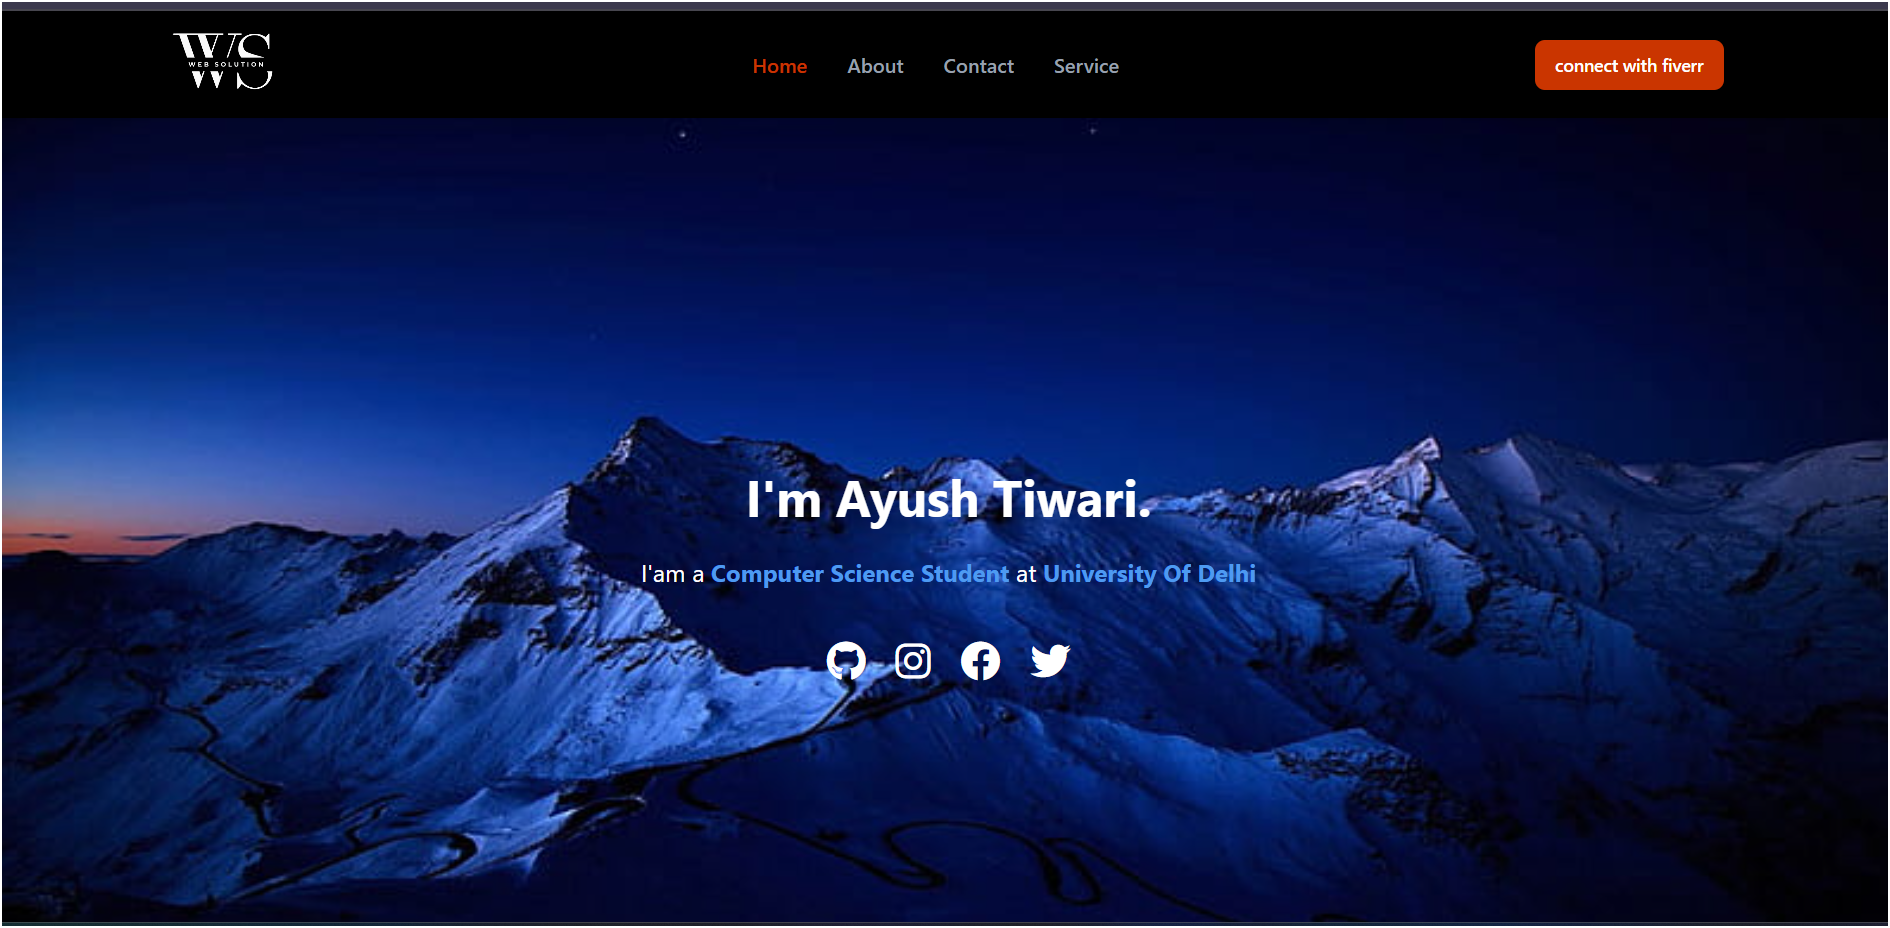 WS
WEB SOLUTION
WS
Home About Contact Service
connect with fiverr
I'm Ayush Tiwari.
I'am a Computer Science Student at University Of Delhi